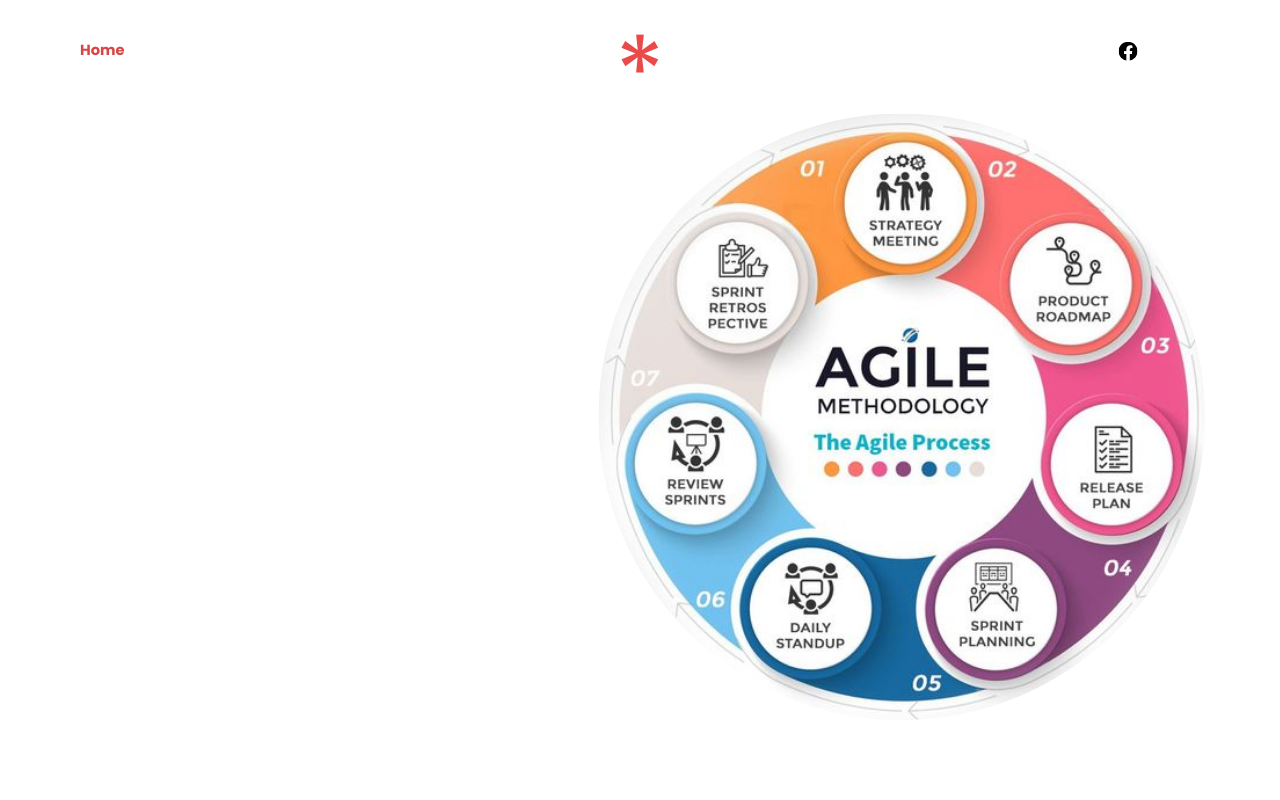 Home
01
STRATEGY
MEETING
02
PRODUCT
ROADMAP
03
RELEASE
PLAN
04
SPRINT
PLANNING
05
DAILY
STANDUP
06
REVIEW
SPRINTS
07
SPRINT
RETROS
PECTIVE
AGILE
METHODOLOGY
The Agile Process